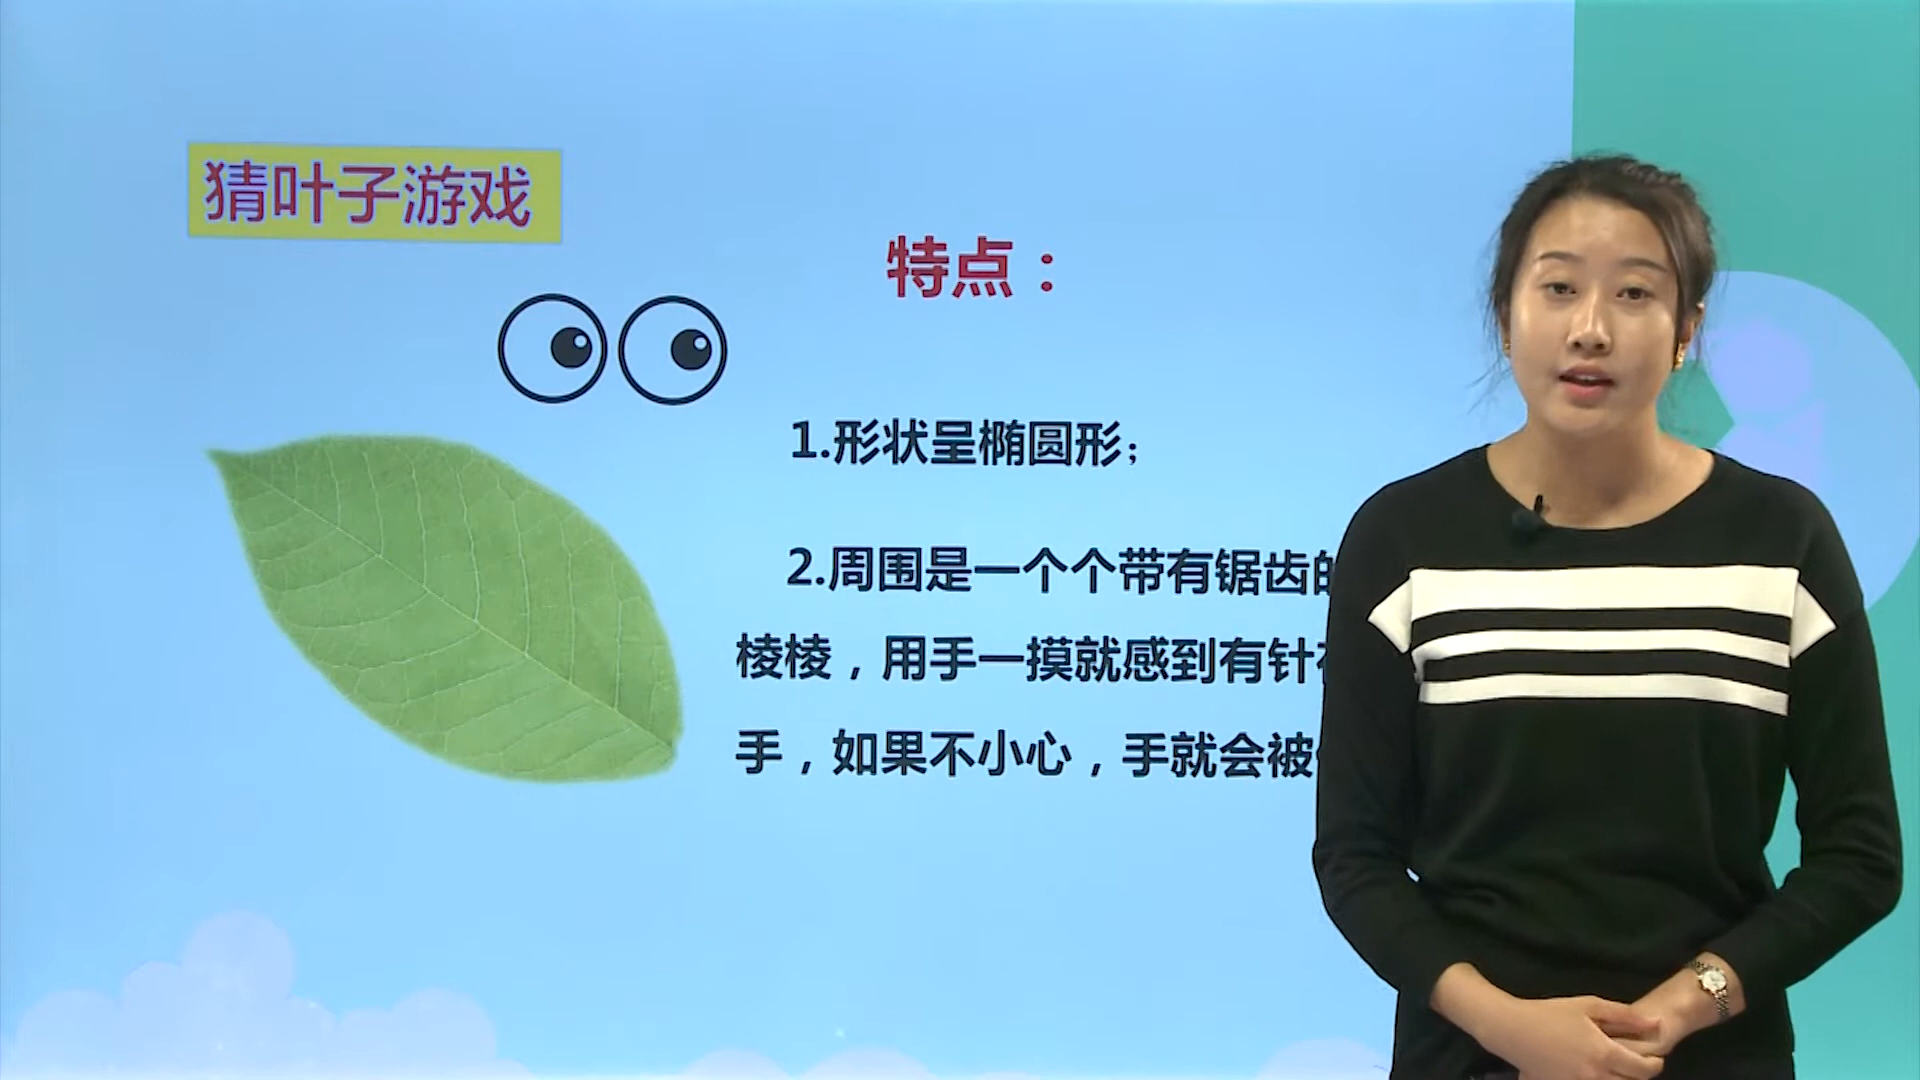 猜叶子游戏
特点：
1.形状呈椭圆形；
2.周围是一个个带有锯齿的
棱棱，用手一摸就感到有针
手，如果不小心，手就会被